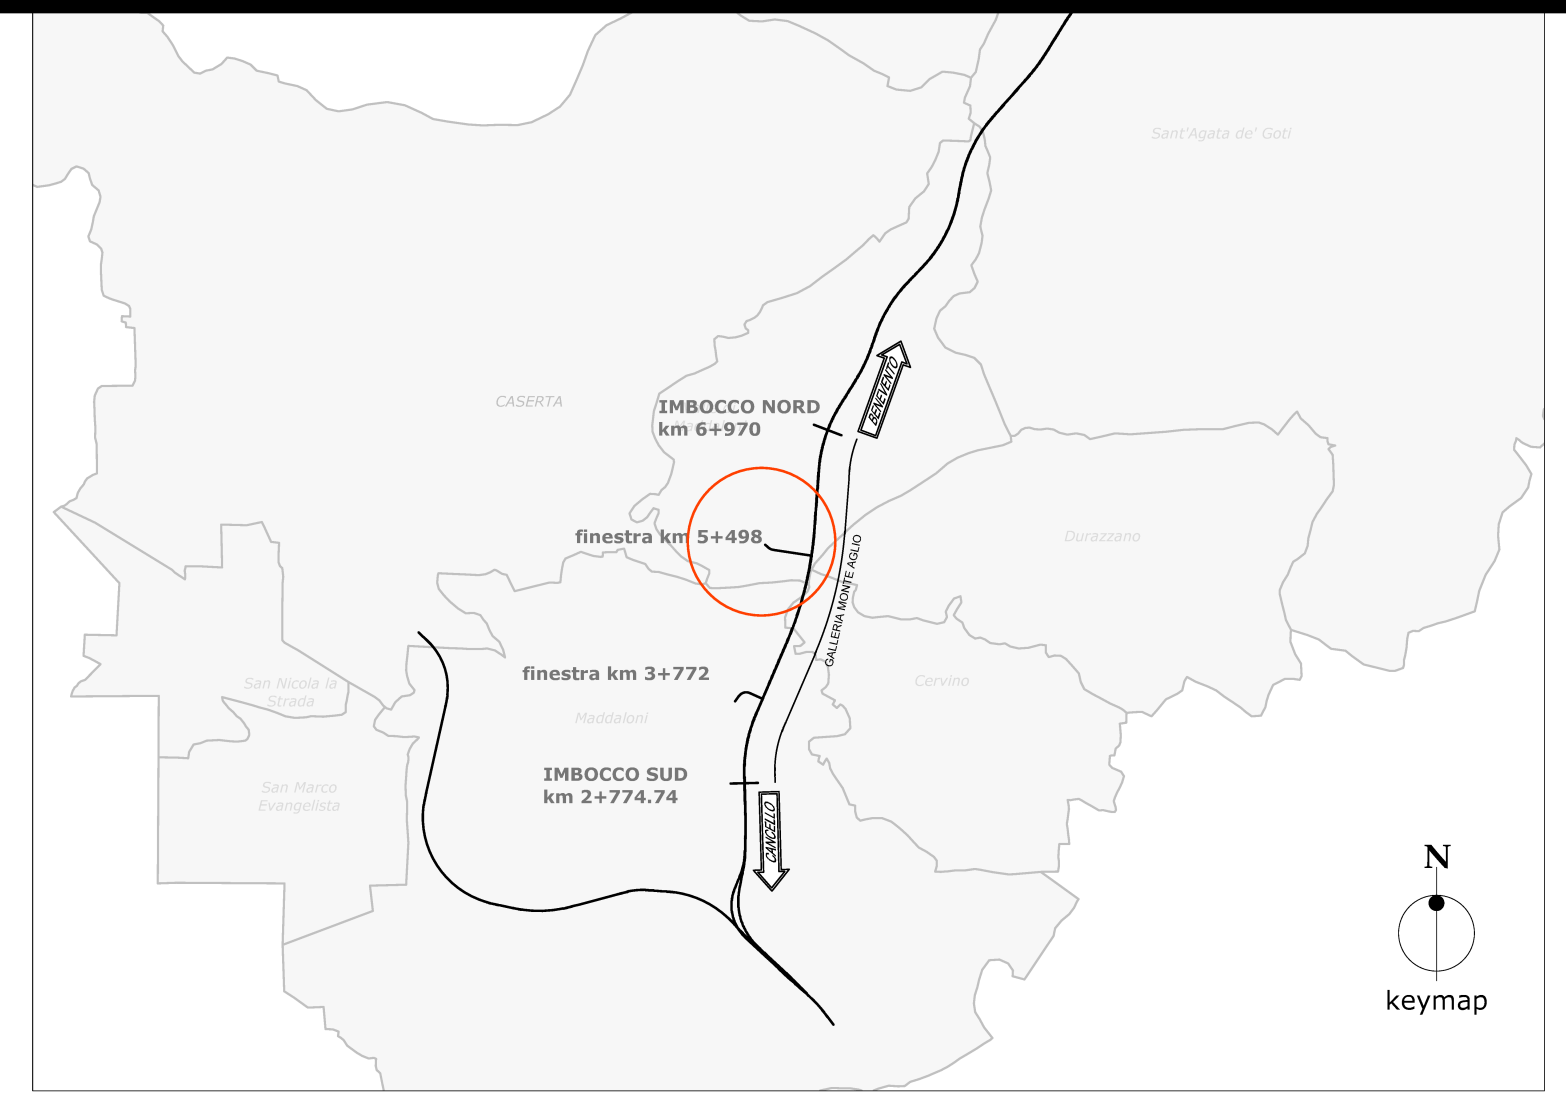 Sant'Agata de' Goti
BENEVENTO
CASERTA
IMBOCCO NORD
km 6+970
finestra km 5+498
Durazzano
GALLERIA MONTE AGLIO
finestra km 3+772
Cervino
San Nicola la
Strada
Maddaloni
IMBOCCO SUD
km 2+774.74
San Marco
Evangelista
CANCELLO
N
keymap